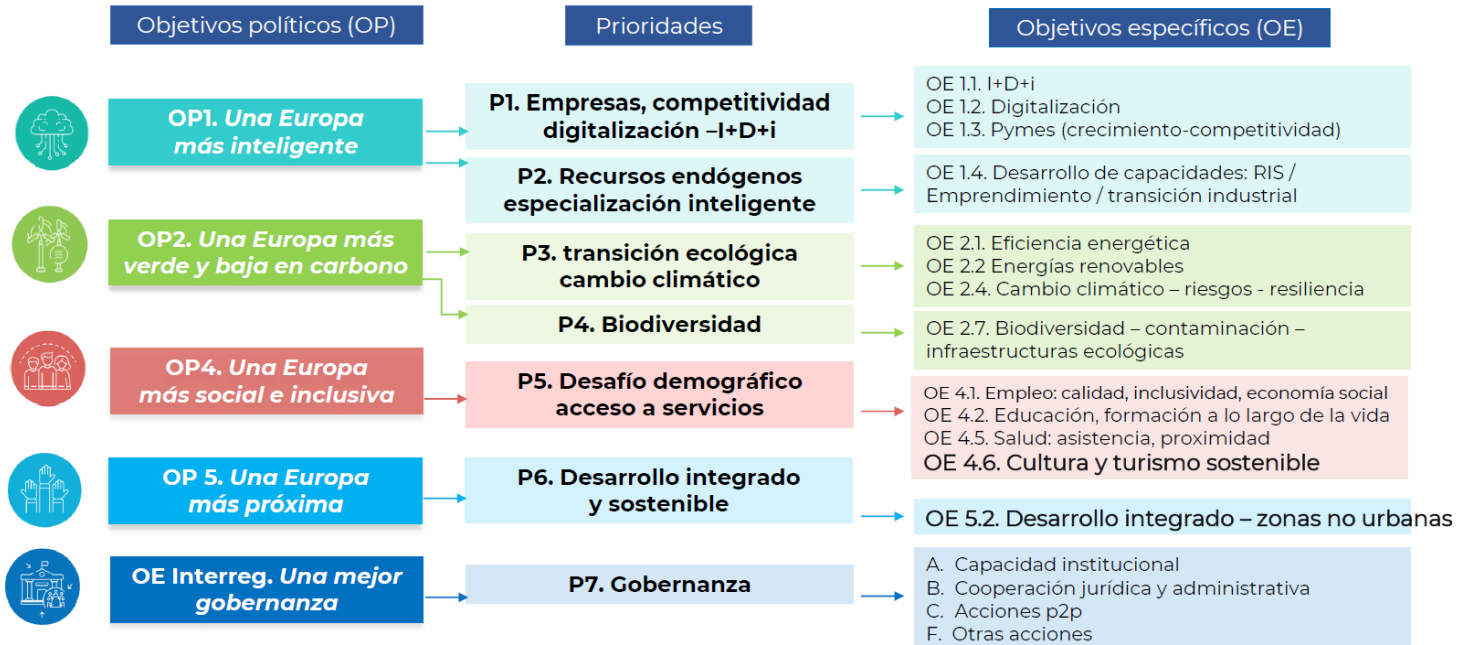 Objetivos políticos (OP)
Prioridades
Objetivos específicos (OE)
OP1. Una Europa
más inteligente
P1. Empresas, competitividad
digitalización –I+D+i
OE 1.1. I+D+i
OE 1.2. Digitalización
OE 1.3. Pymes (crecimiento-competitividad)
P2. Recursos endógenos
especialización inteligente
OE 1.4. Desarrollo de capacidades: RIS /
Emprendimiento / transición industrial
OP2. Una Europa más
verde y baja en carbono
P3. transición ecológica
cambio climático
OE 2.1. Eficiencia energética
OE 2.2 Energías renovables
OE 2.4. Cambio climático – riesgos - resiliencia
P4. Biodiversidad
OE 2.7. Biodiversidad – contaminación –
infraestructuras ecológicas
OP4. Una Europa
más social e inclusiva
P5. Desafío demográfico
acceso a servicios
OE 4.1. Empleo: calidad, inclusividad, economía social
OE 4.2. Educación, formación a lo largo de la vida
OE 4.5. Salud: asistencia, proximidad
OE 4.6. Cultura y turismo sostenible
OP 5. Una Europa
más próxima
P6. Desarrollo integrado
y sostenible
OE 5.2. Desarrollo integrado – zonas no urbanas
OE Interreg. Una mejor
gobernanza
P7. Gobernanza
A. Capacidad institucional
B. Cooperación jurídica y administrativa
C. Acciones p2p
F. Otras acciones